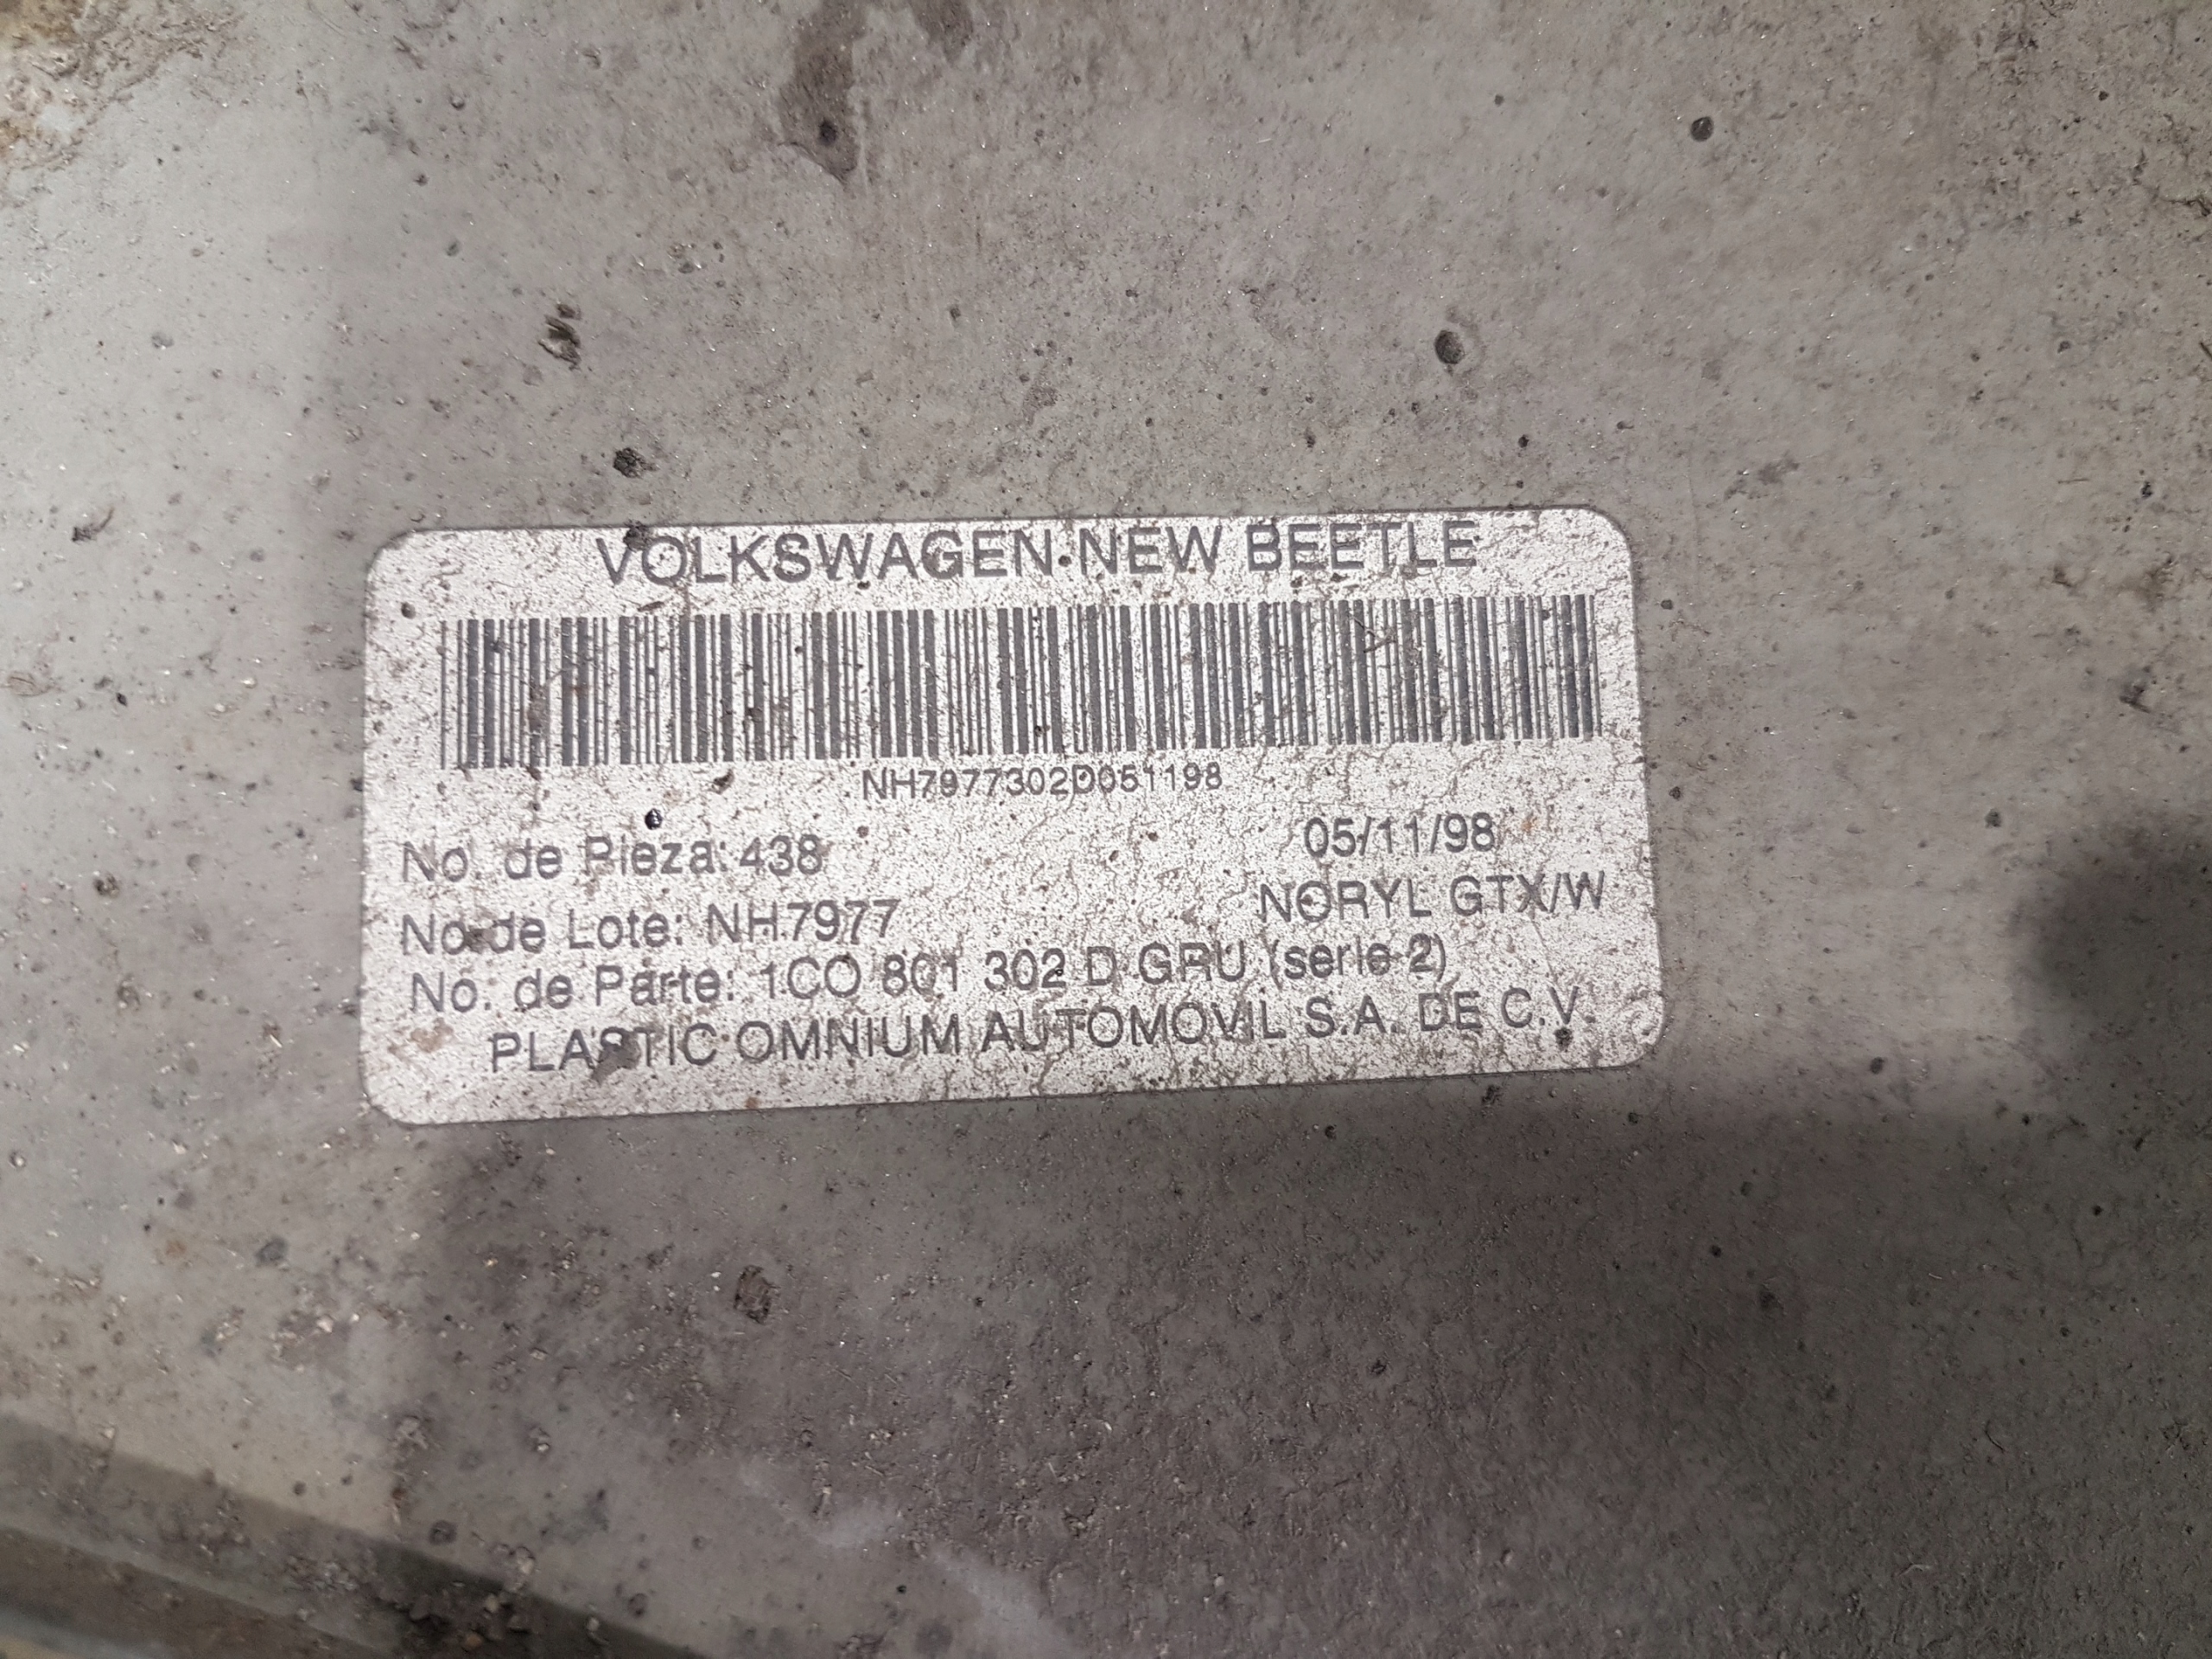 VOLKSWAGEN NEW BEETLE
NH7977302D051198
No. de Pieza: 438
05/11/98
No. de Lote: NH7977
NORYL GTX/W
No. de Parte: 1CO 801 302 D GRU (serie 2)
PLASTIC OMNIUM AUTOMOVIL S.A. DE C.V.